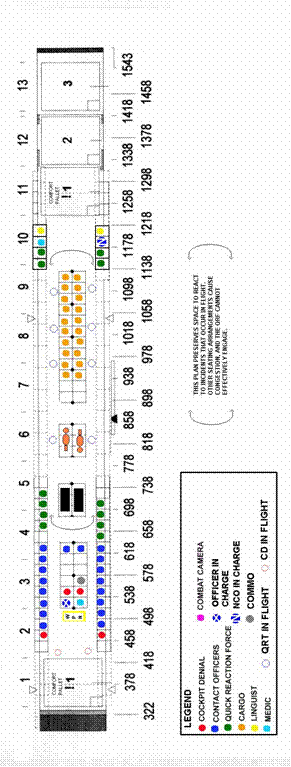 1 2 3 4 5 6 7 8 9 10 11 12 13
COMFORT PALLET
!1
W
P
N
N
COMFORT PALLET
!1
2
3
322 378 418 458 498 538 578 618 658 698 738 778 818 858 898 938 978 1018 1058 1098 1138 1178 1218 1258 1298 1338 1378 1418 1458 1543
LEGEND
COCKPIT DENIAL
CONTACT OFFICERS
QUICK REACTION FORCE
CARGO
LINGUIST
MEDIC
COMBAT CAMERA
OFFICER IN CHARGE
N NCO IN CHARGE
COMMO
QRT IN FLIGHT
CD IN FLIGHT
THIS PLAN PRESERVES SPACE TO REACT
TO INCIDENTS THAT OCCUR IN FLIGHT.
OTHER SEATING ARRANGEMENTS CAUSE
CONGESTION, AND THE QRF CANNOT
EFFECTIVELY ENGAGE.